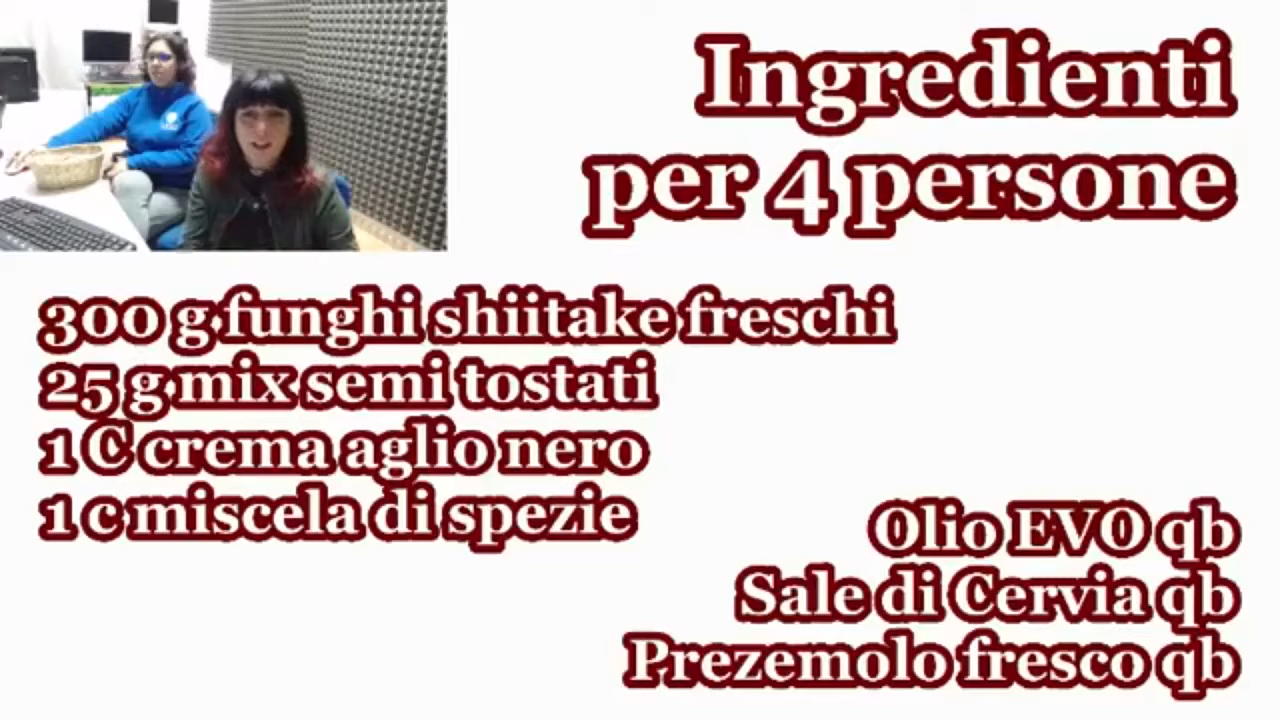 Ingredienti
per 4 persone
300 g funghi shiitake freschi
25 g mix semi tostati
1 C crema aglio nero
1 c miscela di spezie
Olio EVO qb
Sale di Cervia qb
Prezemolo fresco qb